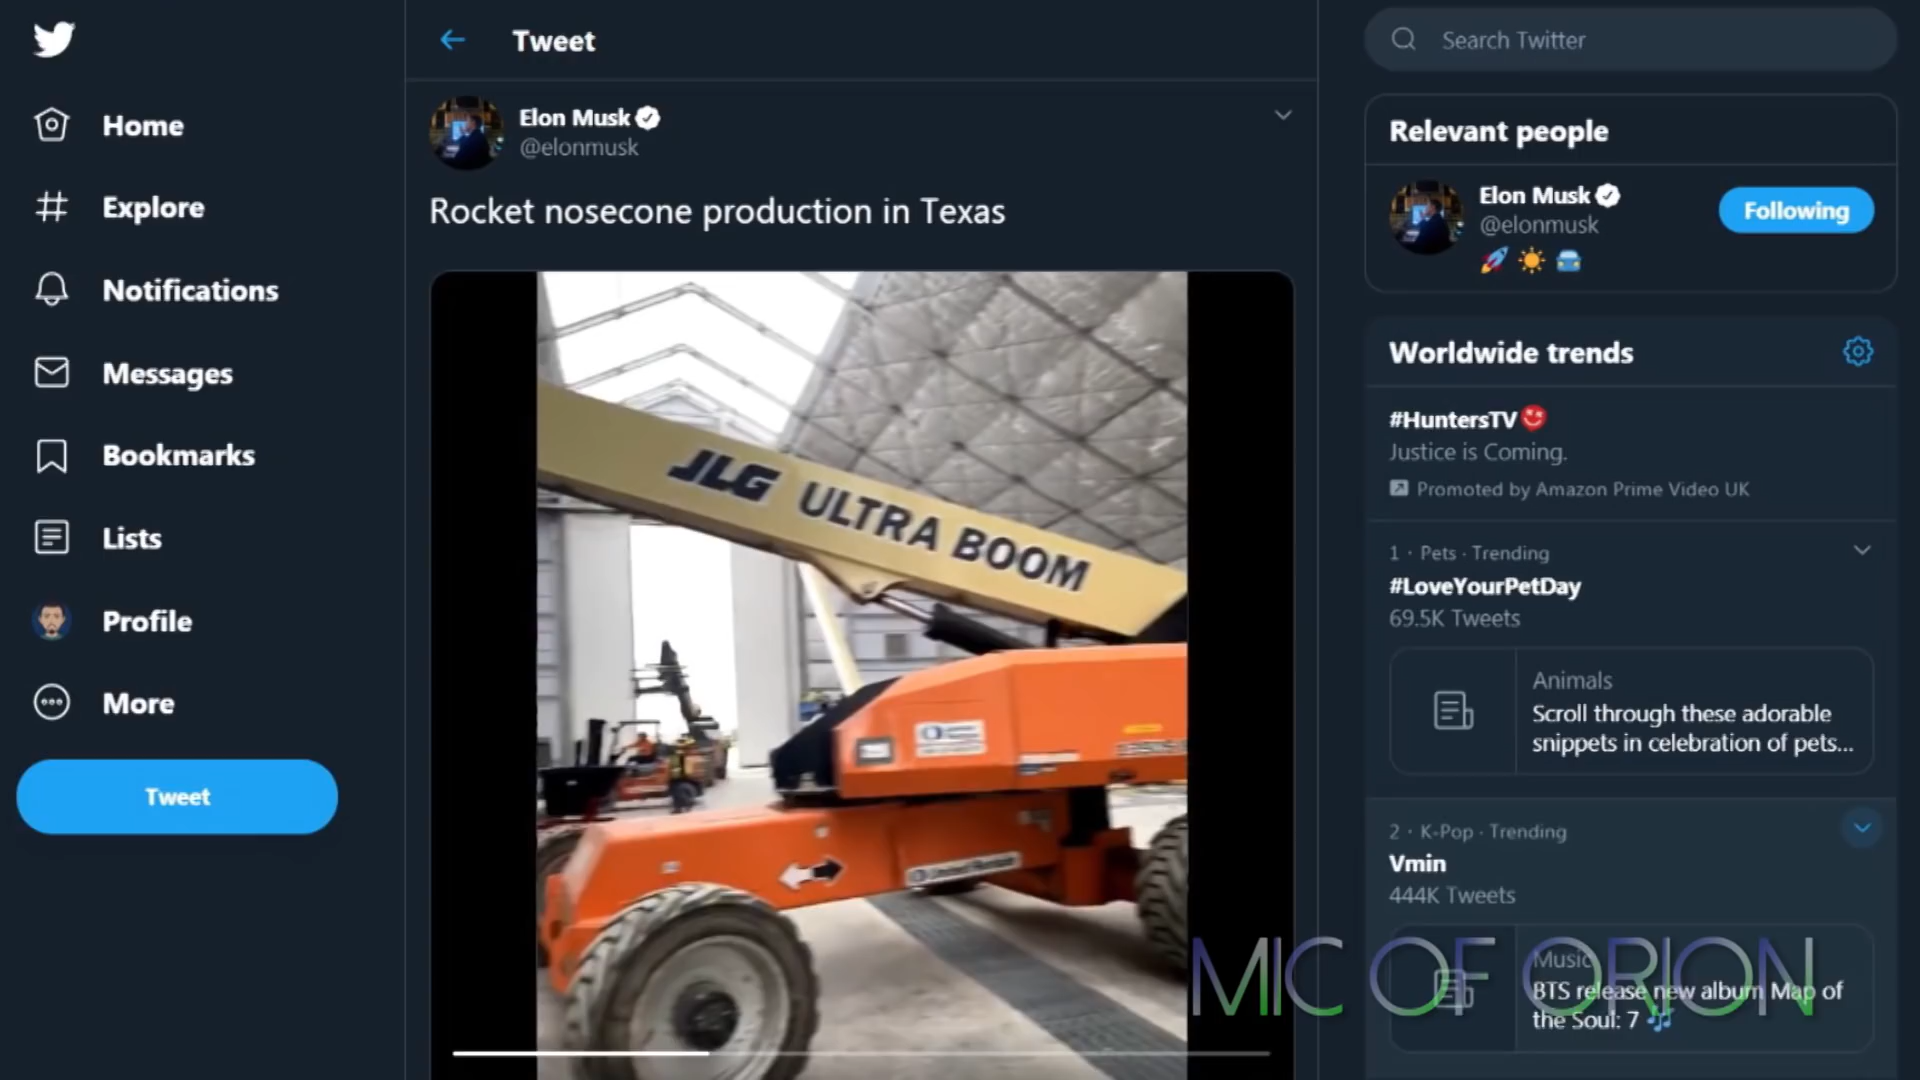 Home
Explore
Notifications
Messages
Bookmarks
Lists
Profile
More
Tweet
Tweet
Elon Musk
@elonmusk
Rocket nosecone production in Texas
JLG ULTRA BOOM
Search Twitter
Relevant people
Elon Musk
@elonmusk
Following
Worldwide trends
#HuntersTV
Justice is Coming.
Promoted by Amazon Prime Video UK
1 · Pets · Trending
#LoveYourPetDay
69.5K Tweets
Animals
Scroll through these adorable
snippets in celebration of pets...
2 · K-Pop · Trending
Vmin
444K Tweets
Music
BTS release new album Map of
the Soul: 7
MIC OF ORION